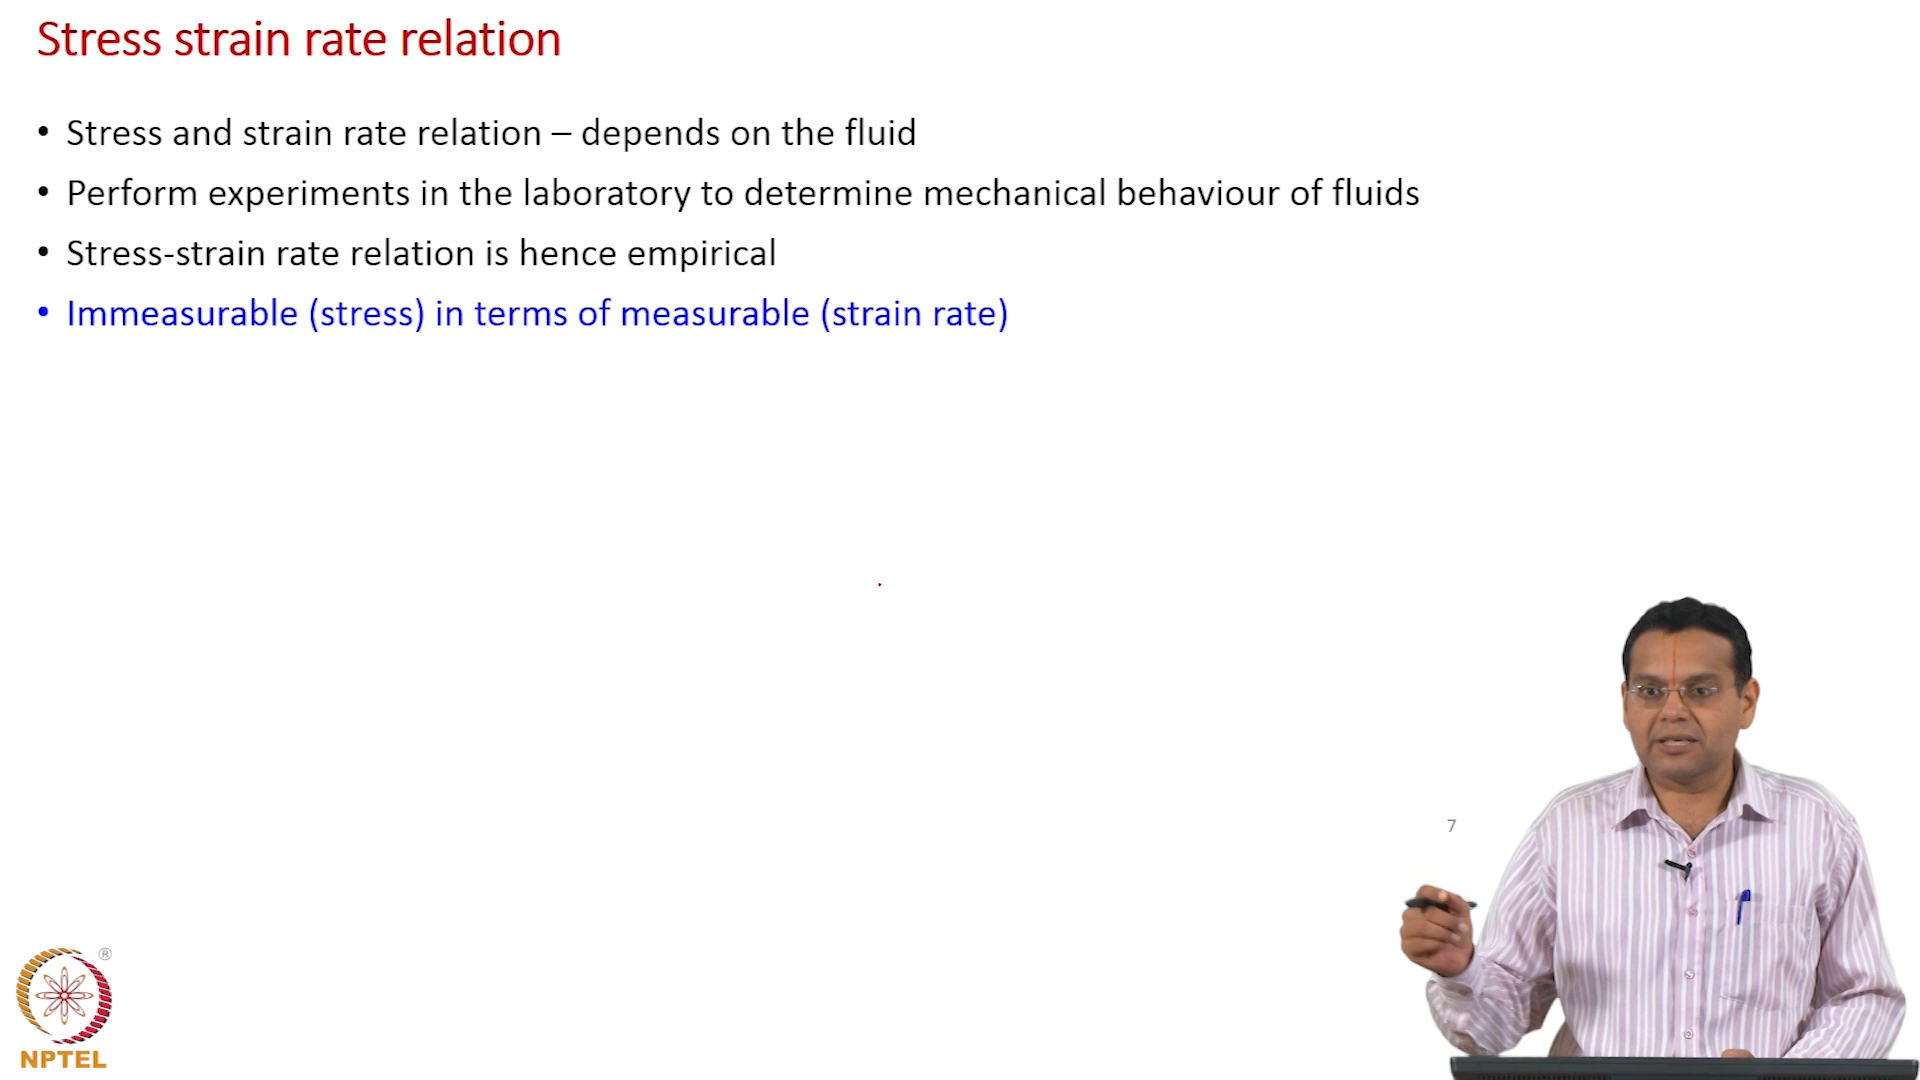 Stress strain rate relation
• Stress and strain rate relation – depends on the fluid
• Perform experiments in the laboratory to determine mechanical behaviour of fluids
• Stress-strain rate relation is hence empirical
• Immeasurable (stress) in terms of measurable (strain rate)
7
®
NPTEL